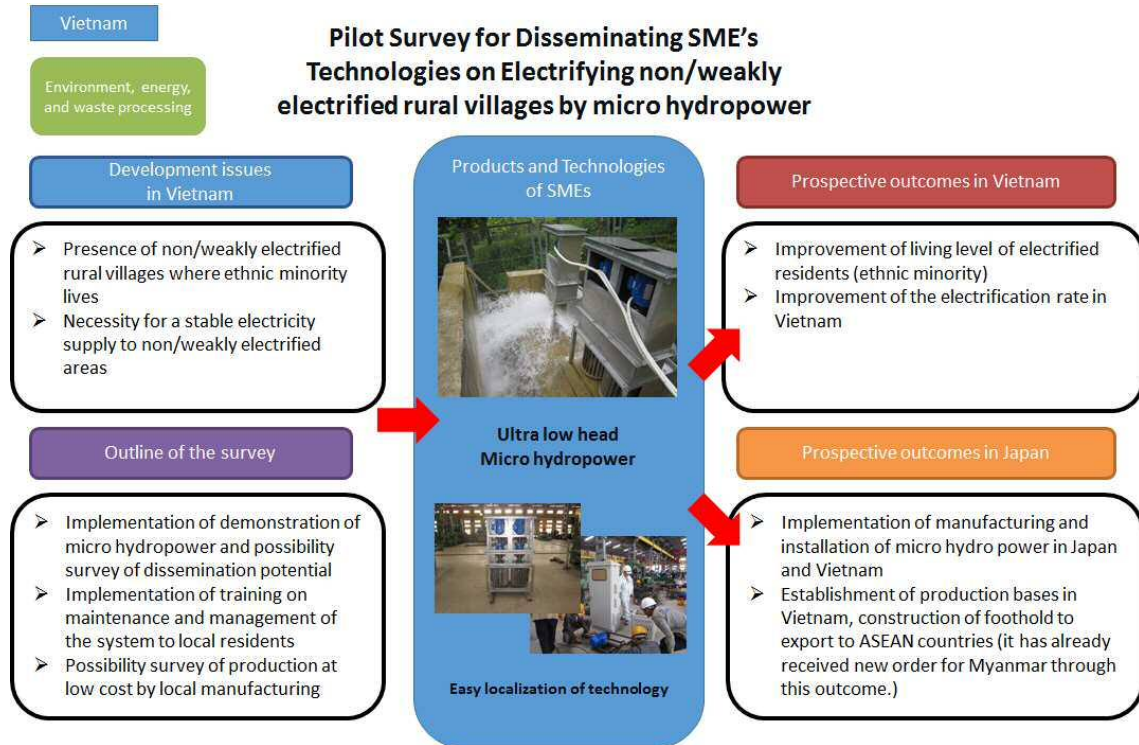 Vietnam
Pilot Survey for Disseminating SME's
Technologies on Electrifying non/weakly
electrified rural villages by micro hydropower
Environment, energy,
and waste processing
Development issues
in Vietnam
➢ Presence of non/weakly electrified
rural villages where ethnic minority
lives
➢ Necessity for a stable electricity
supply to non/weakly electrified
areas
Outline of the survey
➢ Implementation of demonstration of
micro hydropower and possibility
survey of dissemination potential
➢ Implementation of training on
maintenance and management of
the system to local residents
➢ Possibility survey of production at
low cost by local manufacturing
Products and Technologies
of SMEs
Ultra low head
Micro hydropower
Easy localization of technology
Prospective outcomes in Vietnam
➢ Improvement of living level of electrified
residents (ethnic minority)
➢ Improvement of the electrification rate in
Vietnam
Prospective outcomes in Japan
➢ Implementation of manufacturing and
installation of micro hydro power in Japan
and Vietnam
➢ Establishment of production bases in
Vietnam, construction of foothold to
export to ASEAN countries (it has already
received new order for Myanmar through
this outcome.)